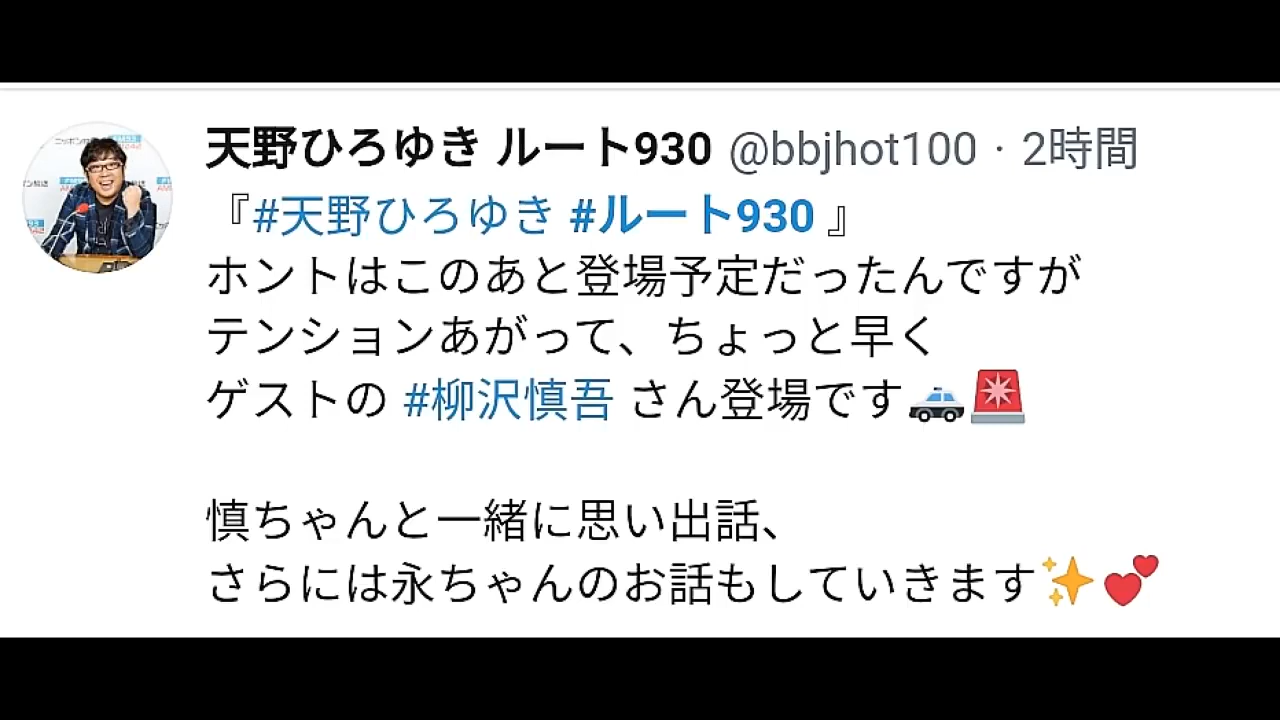 天野ひろゆき ルート930 @bbjhot100 · 2時間
『#天野ひろゆき #ルート930 』
ホントはこのあと登場予定だったんですが
テンションあがって、ちょっと早く
ゲストの #柳沢慎吾 さん登場です🚓🚨
慎ちゃんと一緒に思い出話、
さらには永ちゃんのお話もしていきます✨💕